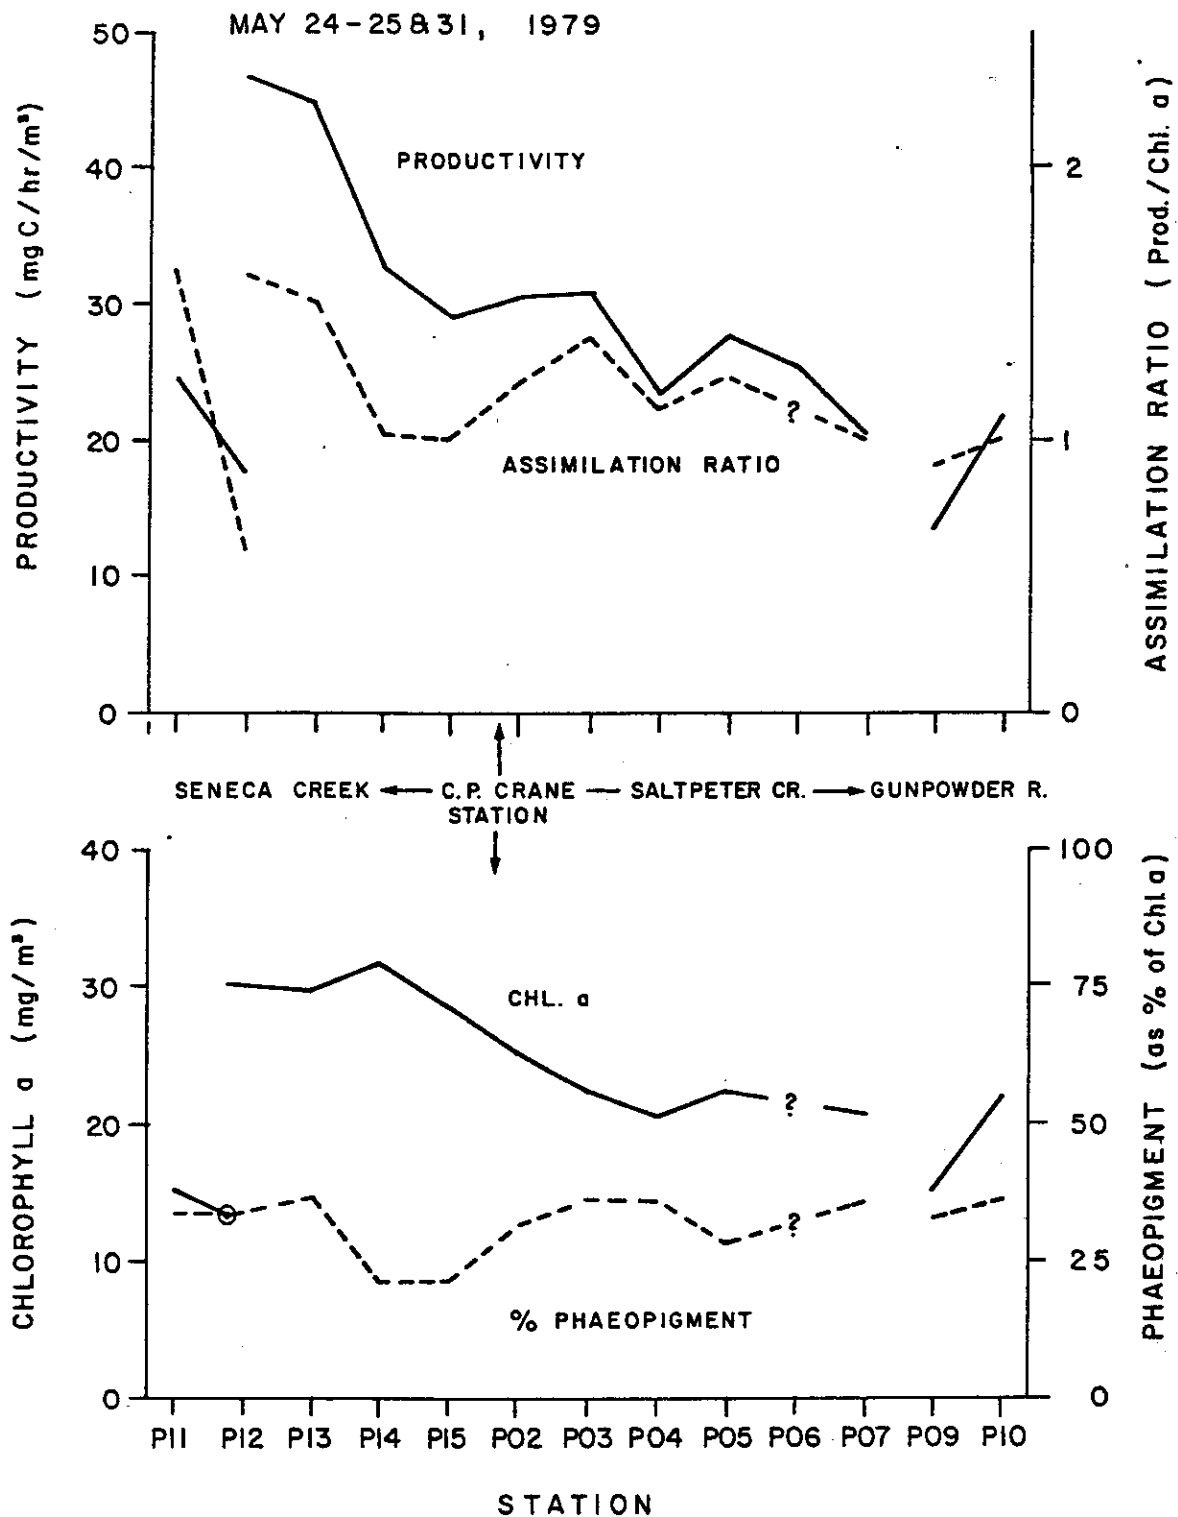 MAY 24-25&31, 1979
PRODUCTIVITY (mg C/hr/m³)
50
40
30
20
10
0
PRODUCTIVITY
ASSIMILATION RATIO
?
2
1
0
ASSIMILATION RATIO (Prod./Chl. a)
SENECA CREEK C.P. CRANE SALTPETER CR. GUNPOWDER R.
STATION
CHLOROPHYLL a (mg/m³)
40
30
20
10
0
CHL. a
?
?
% PHAEOPIGMENT
100
75
50
25
0
PHAEOPIGMENT (as % of Chl a)
P11 P12 P13 P14 P15 P02 P03 P04 P05 P06 P07 P09 P10
STATION